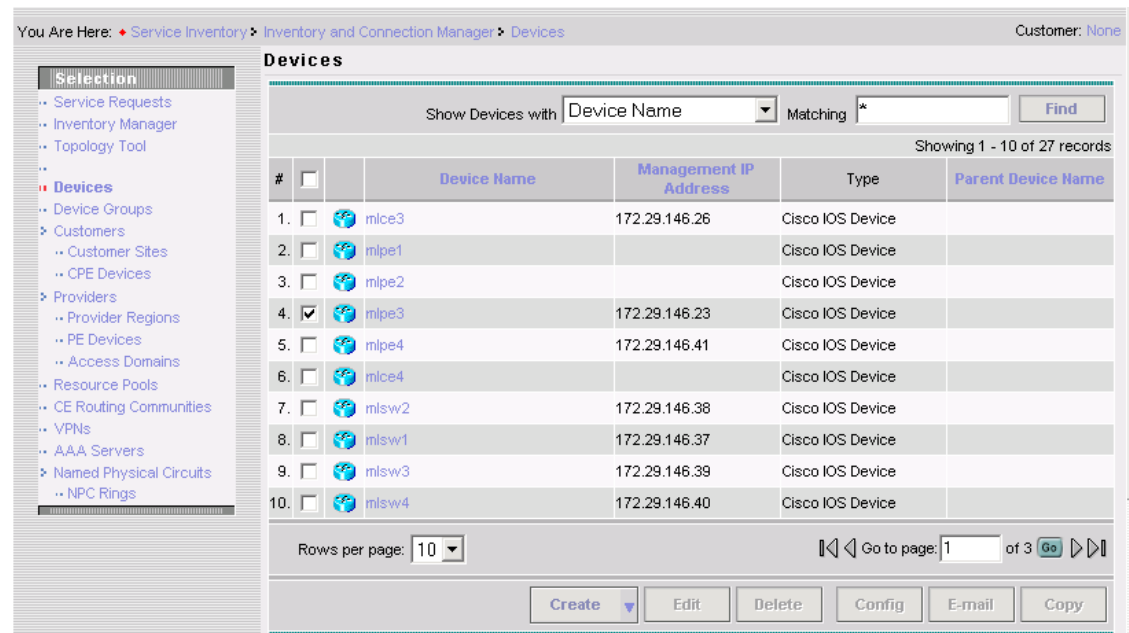 You Are Here: Service Inventory Inventory and Connection Manager Devices Customer: None
Selection
Service Requests
Inventory Manager
Topology Tool
Devices
Device Groups
Customers
Customer Sites
CPE Devices
Providers
Provider Regions
PE Devices
Access Domains
Resource Pools
CE Routing Communities
VPNs
AAA Servers
Named Physical Circuits
NPC Rings
Devices
Show Devices with Device Name Matching * Find
Showing 1 - 10 of 27 records
# Device Name Management IP Address Type Parent Device Name
1. mlce3 172.29.146.26 Cisco IOS Device
2. mlpe1 Cisco IOS Device
3. mlpe2 Cisco IOS Device
4. mlpe3 172.29.146.23 Cisco IOS Device
5. mlpe4 172.29.146.41 Cisco IOS Device
6. mlce4 Cisco IOS Device
7. mlsw2 172.29.146.38 Cisco IOS Device
8. mlsw1 172.29.146.37 Cisco IOS Device
9. mlsw3 172.29.146.39 Cisco IOS Device
10. mlsw4 172.29.146.40 Cisco IOS Device
Rows per page: 10 Go to page: 1 of 3 Go
Create Edit Delete Config E-mail Copy